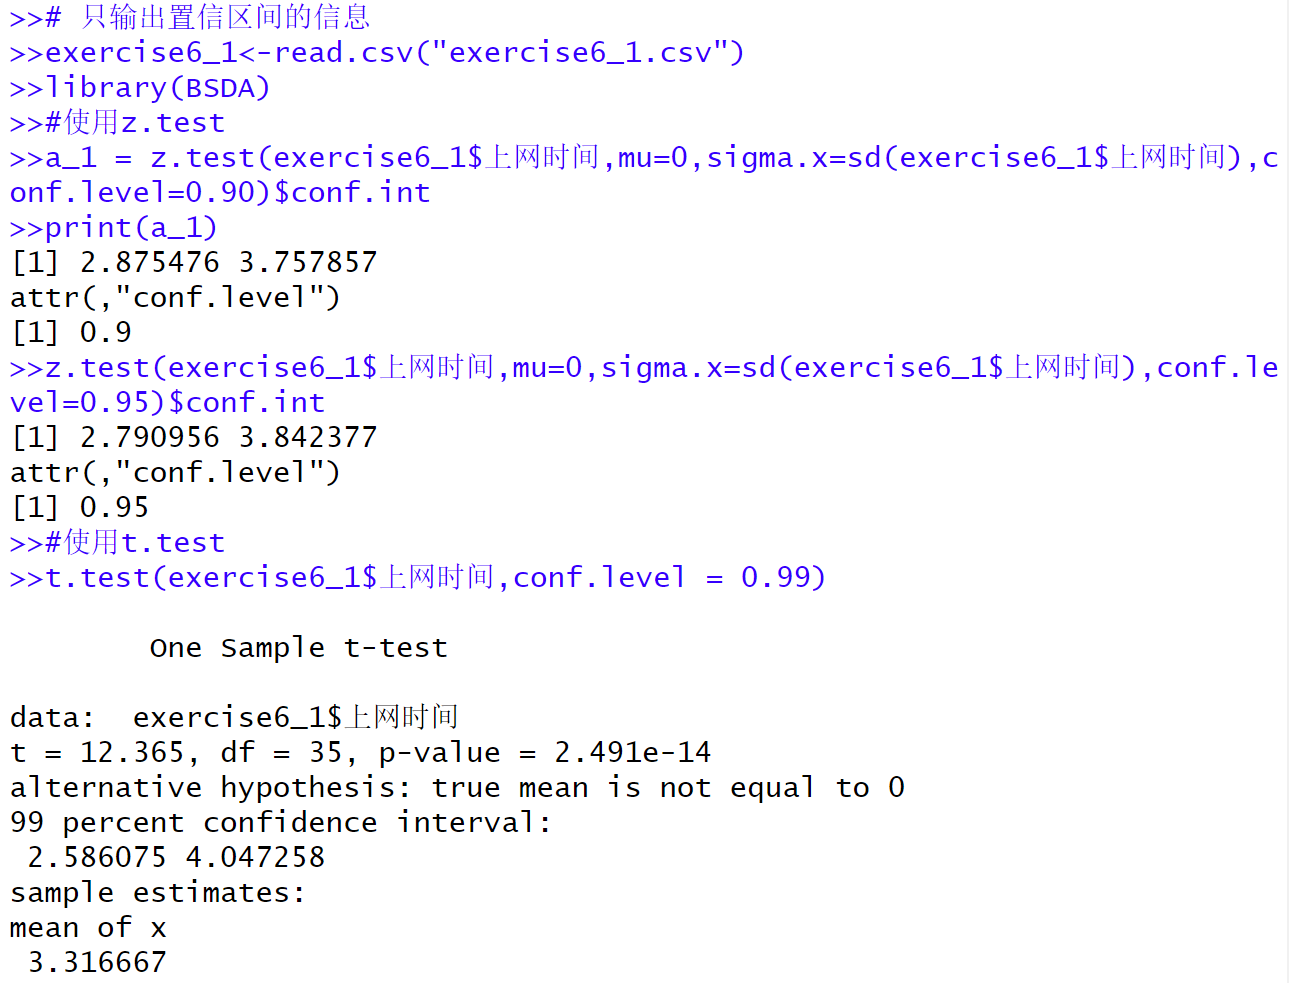 >># 只输出置信区间的信息
>>exercise6_1<-read.csv("exercise6_1.csv")
>>library(BSDA)
>>#使用z.test
>>a_1 = z.test(exercise6_1$上网时间,mu=0,sigma.x=sd(exercise6_1$上网时间),c
onf.level=0.90)$conf.int
>>print(a_1)
[1] 2.875476 3.757857
attr(,"conf.level")
[1] 0.9
>>z.test(exercise6_1$上网时间,mu=0,sigma.x=sd(exercise6_1$上网时间),conf.le
vel=0.95)$conf.int
[1] 2.790956 3.842377
attr(,"conf.level")
[1] 0.95
>>#使用t.test
>>t.test(exercise6_1$上网时间,conf.level = 0.99)
One Sample t-test
data:  exercise6_1$上网时间
t = 12.365, df = 35, p-value = 2.491e-14
alternative hypothesis: true mean is not equal to 0
99 percent confidence interval:
 2.586075 4.047258
sample estimates:
mean of x
 3.316667